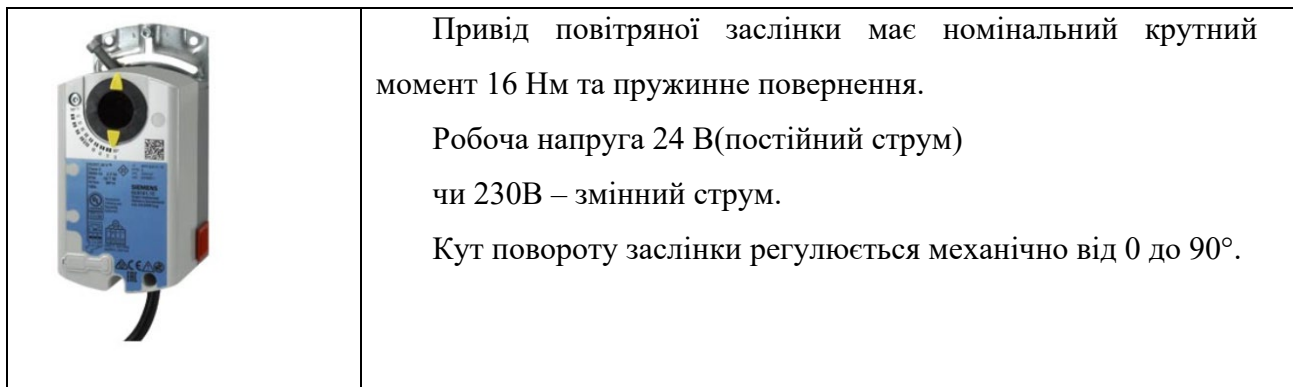 Привід повітряної заслінки має номінальний крутний
момент 16 Нм та пружинне повернення.
Робоча напруга 24 В(постійний струм)
чи 230В – змінний струм.
Кут повороту заслінки регулюється механічно від 0 до 90°.
SIEMENS